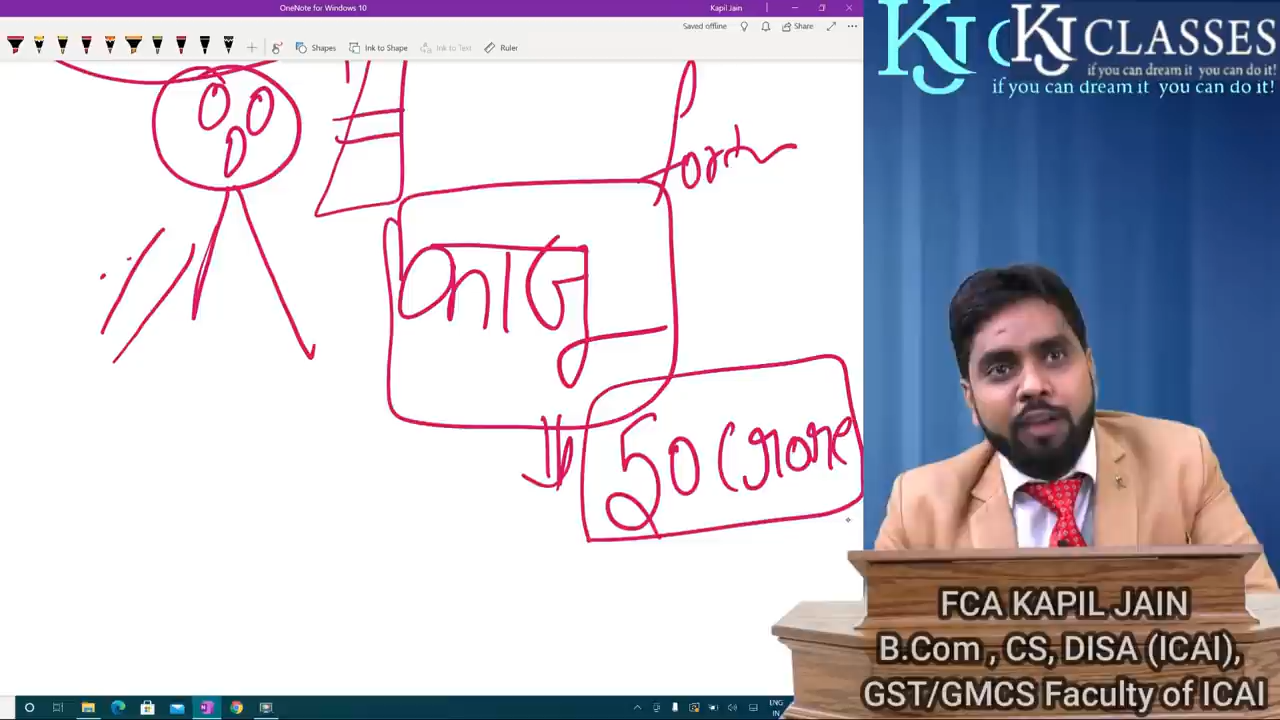 OneNote for Windows 10
Kapil Jain
Saved offline
Share
Shapes
Ink to Shape
Ink to Text
Ruler
KJ CLASSES
if you can dream it you can do it!
if you can dream it you can do it!
काजू
50 Crore
FCA KAPIL JAIN
B.Com , CS, DISA (ICAI),
GST/GMCS Faculty of ICAI
ENG
IN